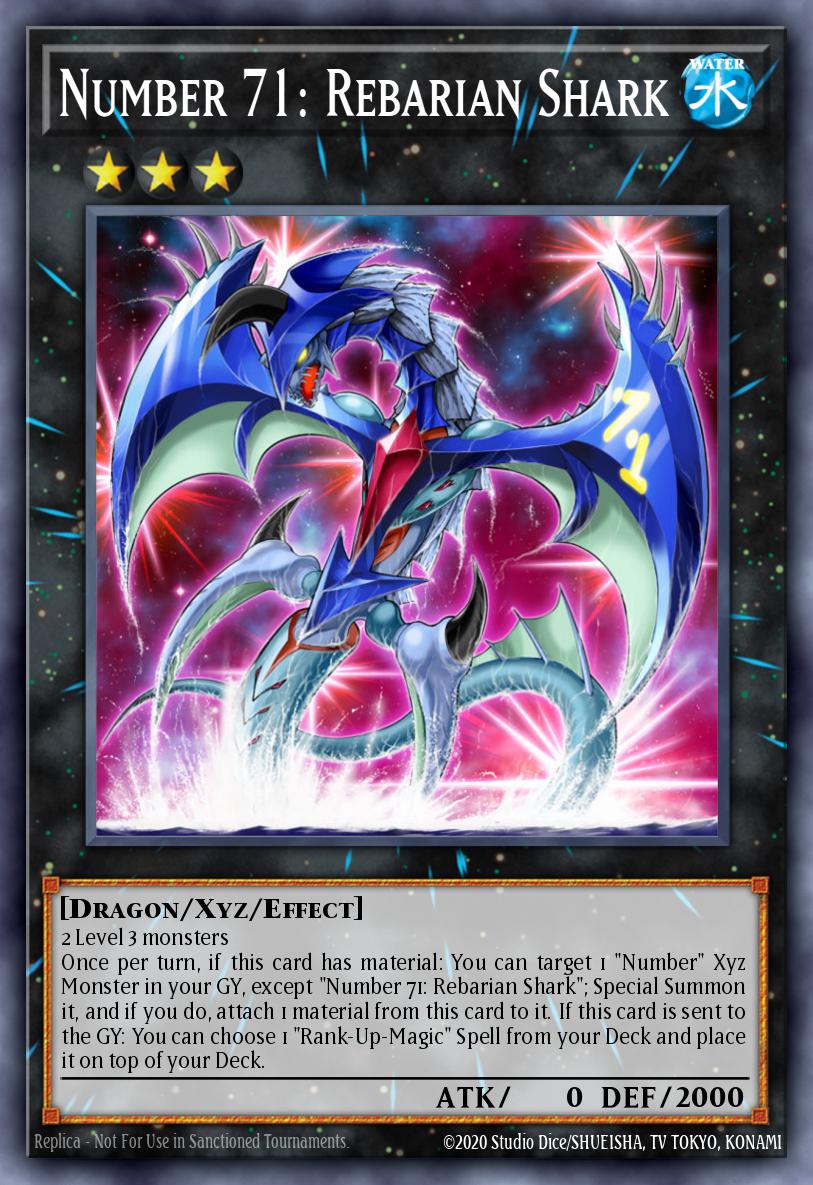 Number 71: Rebarian Shark
WATER
水
71
[Dragon/Xyz/Effect]
2 Level 3 monsters
Once per turn, if this card has material: You can target 1 "Number" Xyz
Monster in your GY, except "Number 71: Rebarian Shark"; Special Summon
it, and if you do, attach 1 material from this card to it. If this card is sent to
the GY: You can choose 1 "Rank-Up-Magic" Spell from your Deck and place
it on top of your Deck.
ATK/ 0 DEF/2000
Replica - Not For Use in Sanctioned Tournaments.
©2020 Studio Dice/SHUEISHA, TV TOKYO, KONAMI